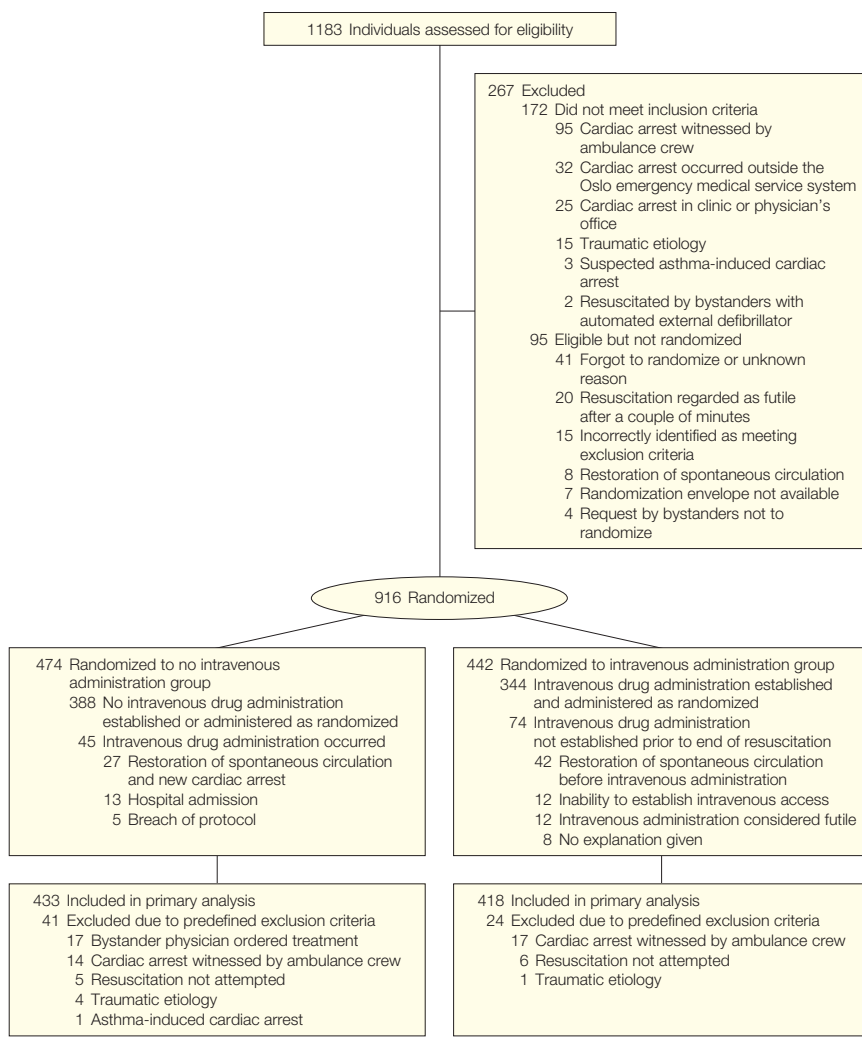 1183 Individuals assessed for eligibility
267 Excluded
172 Did not meet inclusion criteria
95 Cardiac arrest witnessed by
ambulance crew
32 Cardiac arrest occurred outside the
Oslo emergency medical service system
25 Cardiac arrest in clinic or physician's
office
15 Traumatic etiology
3 Suspected asthma-induced cardiac
arrest
2 Resuscitated by bystanders with
automated external defibrillator
95 Eligible but not randomized
41 Forgot to randomize or unknown
reason
20 Resuscitation regarded as futile
after a couple of minutes
15 Incorrectly identified as meeting
exclusion criteria
8 Restoration of spontaneous circulation
7 Randomization envelope not available
4 Request by bystanders not to
randomize
916 Randomized
474 Randomized to no intravenous
administration group
388 No intravenous drug administration
established or administered as randomized
45 Intravenous drug administration occurred
27 Restoration of spontaneous circulation
and new cardiac arrest
13 Hospital admission
5 Breach of protocol
442 Randomized to intravenous administration group
344 Intravenous drug administration established
and administered as randomized
74 Intravenous drug administration
not established prior to end of resuscitation
42 Restoration of spontaneous circulation
before intravenous administration
12 Inability to establish intravenous access
12 Intravenous administration considered futile
8 No explanation given
433 Included in primary analysis
41 Excluded due to predefined exclusion criteria
17 Bystander physician ordered treatment
14 Cardiac arrest witnessed by ambulance crew
5 Resuscitation not attempted
4 Traumatic etiology
1 Asthma-induced cardiac arrest
418 Included in primary analysis
24 Excluded due to predefined exclusion criteria
17 Cardiac arrest witnessed by ambulance crew
6 Resuscitation not attempted
1 Traumatic etiology